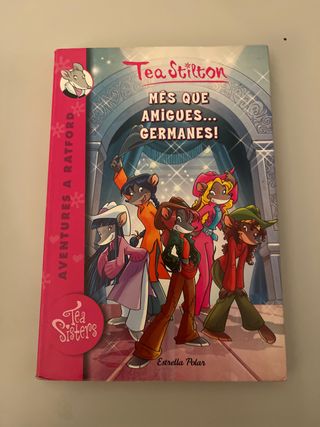 Tea Stilton
MÉS QUE
AMIGUES...
GERMANES!
AVENTURES A RATFORD
Tea
Sisters
Estrella Polar